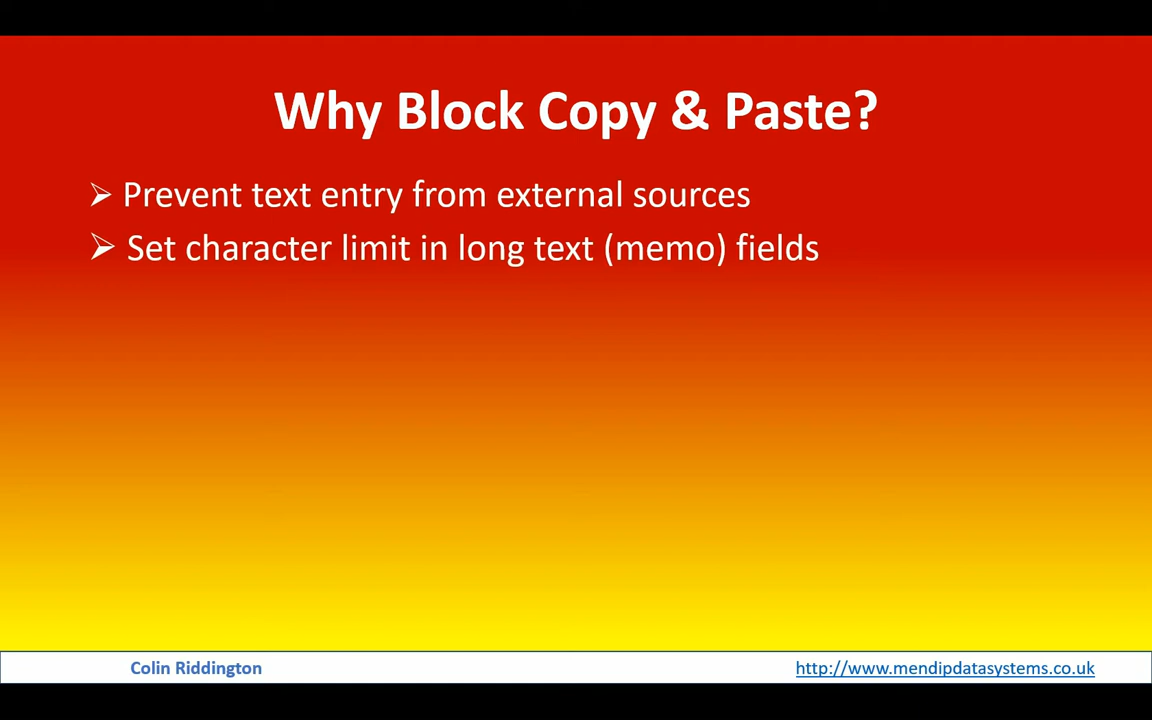 Why Block Copy & Paste?
➢ Prevent text entry from external sources
➢ Set character limit in long text (memo) fields
Colin Riddington
http://www.mendipdatasystems.co.uk